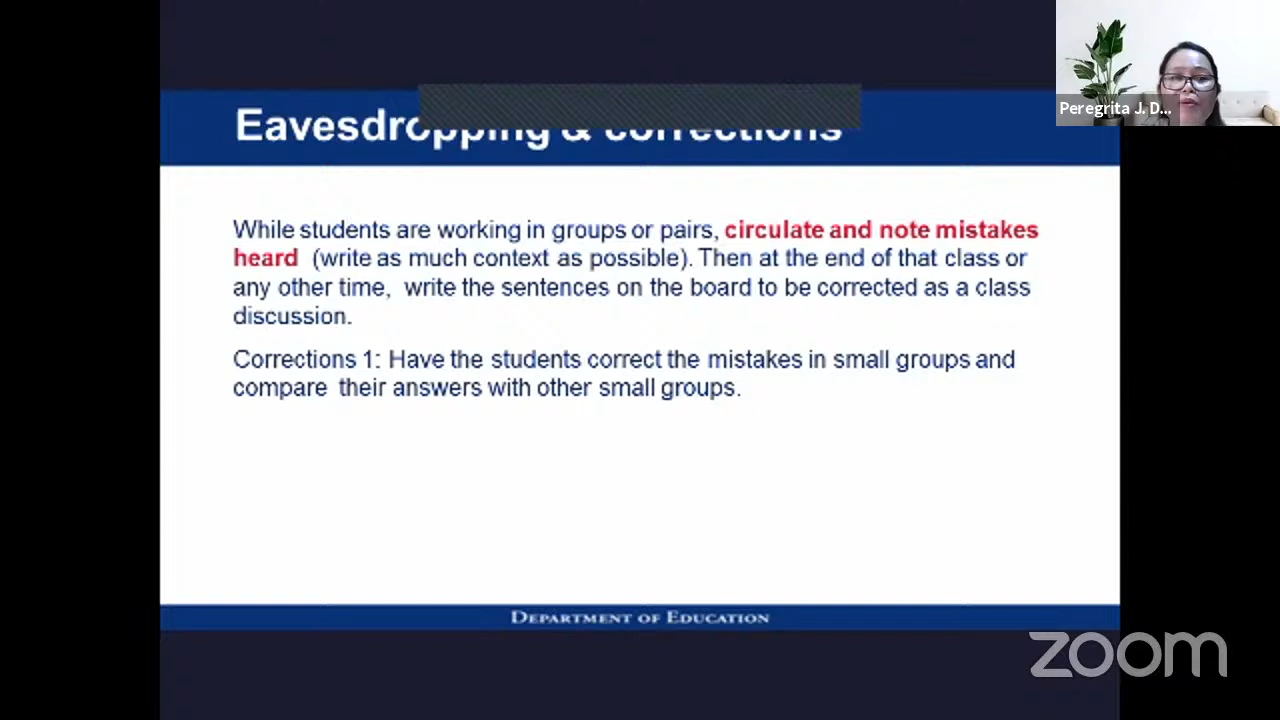 Eavesdropping & corrections
While students are working in groups or pairs, circulate and note mistakes
heard (write as much context as possible). Then at the end of that class or
any other time, write the sentences on the board to be corrected as a class
discussion.
Corrections 1: Have the students correct the mistakes in small groups and
compare their answers with other small groups.
DEPARTMENT OF EDUCATION
Peregrita J. D...
zoom